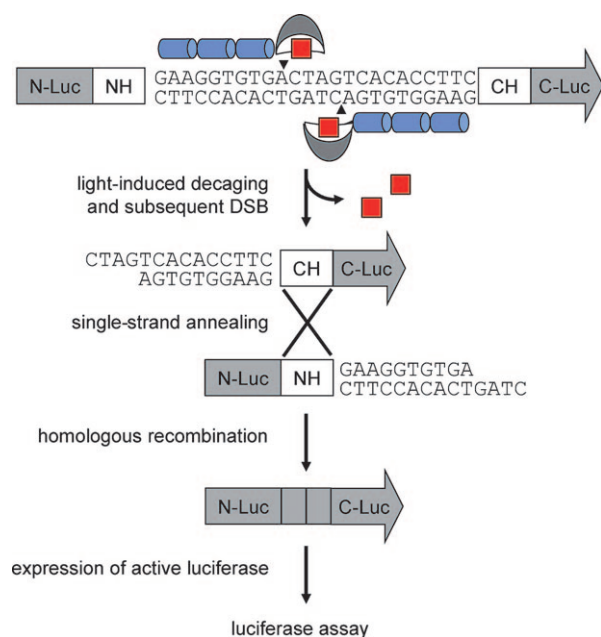 N-Luc NH GAAGGTGTGACTAGTCACACCTTC CH C-Luc
CTTCCACACTGATCAGTGTGGAAG
light-induced decaging
and subsequent DSB
CTAGTCACACCTTC CH C-Luc
AGTGTGGAAG
single-strand annealing
N-Luc NH GAAGGTGTGA
CTTCCACACTGATC
homologous recombination
N-Luc C-Luc
expression of active luciferase
luciferase assay